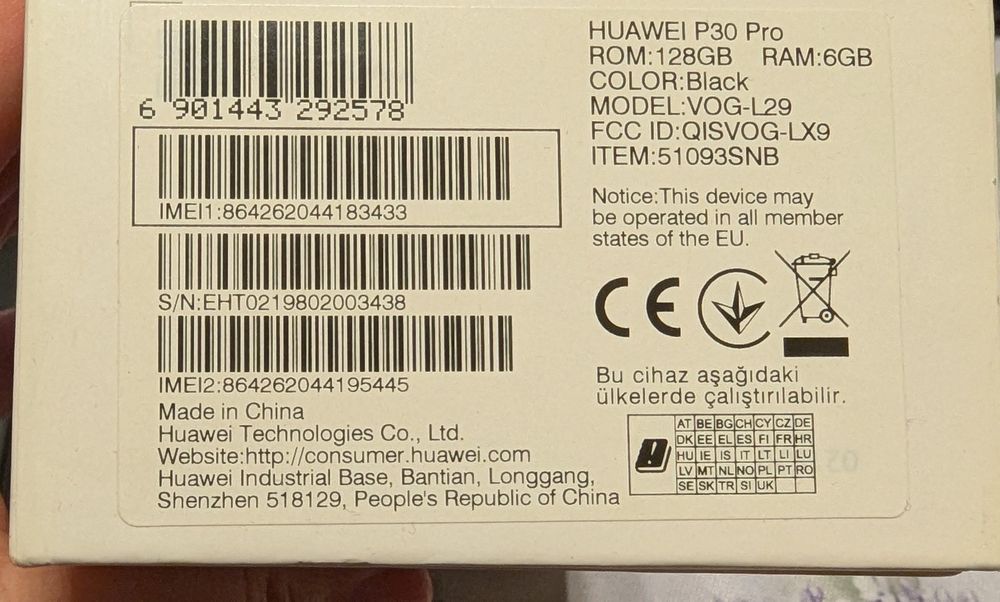 6 901443 292578
IMEI1:864262044183433
S/N:EHT0219802003438
IMEI2:864262044195445
Made in China
Huawei Technologies Co., Ltd.
Website:http://consumer.huawei.com
Huawei Industrial Base, Bantian, Longgang,
Shenzhen 518129, People's Republic of China
HUAWEI P30 Pro
ROM:128GB RAM:6GB
COLOR:Black
MODEL:VOG-L29
FCC ID:QISVOG-LX9
ITEM:51093SNB
Notice:This device may
be operated in all member
states of the EU.
CE
Bu cihaz aşağıdaki
ülkelerde çalıştırılabilir.
AT BE BG CH CY CZ DE
DK EE EL ES FI FR HR
HU IE IS IT LT LI LU
LV MT NL NO PL PT RO
SE SK TR SI UK